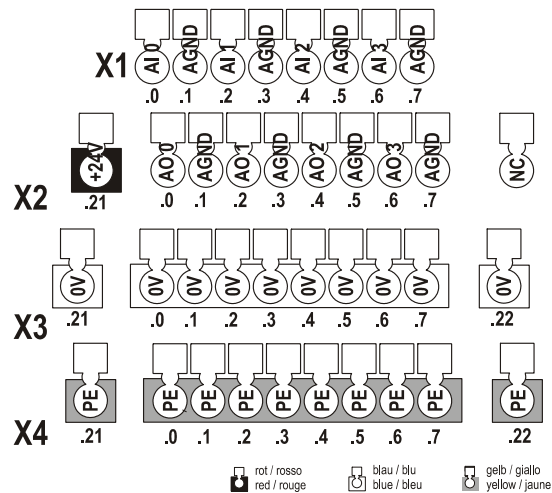 X1 AI 0 AGND AI 1 AGND AI 2 AGND AI 3 AGND
.0 .1 .2 .3 .4 .5 .6 .7
X2 +24V AO 0 AGND AO 1 AGND AO 2 AGND AO 3 AGND NC
.21 .0 .1 .2 .3 .4 .5 .6 .7
X3 0V 0V 0V 0V 0V 0V 0V 0V 0V 0V
.21 .0 .1 .2 .3 .4 .5 .6 .7 .22
X4 PE PE PE PE PE PE PE PE PE PE
.21 .0 .1 .2 .3 .4 .5 .6 .7 .22
rot / rosso blau / blu gelb / giallo
red / rouge blue / bleu yellow / jaune